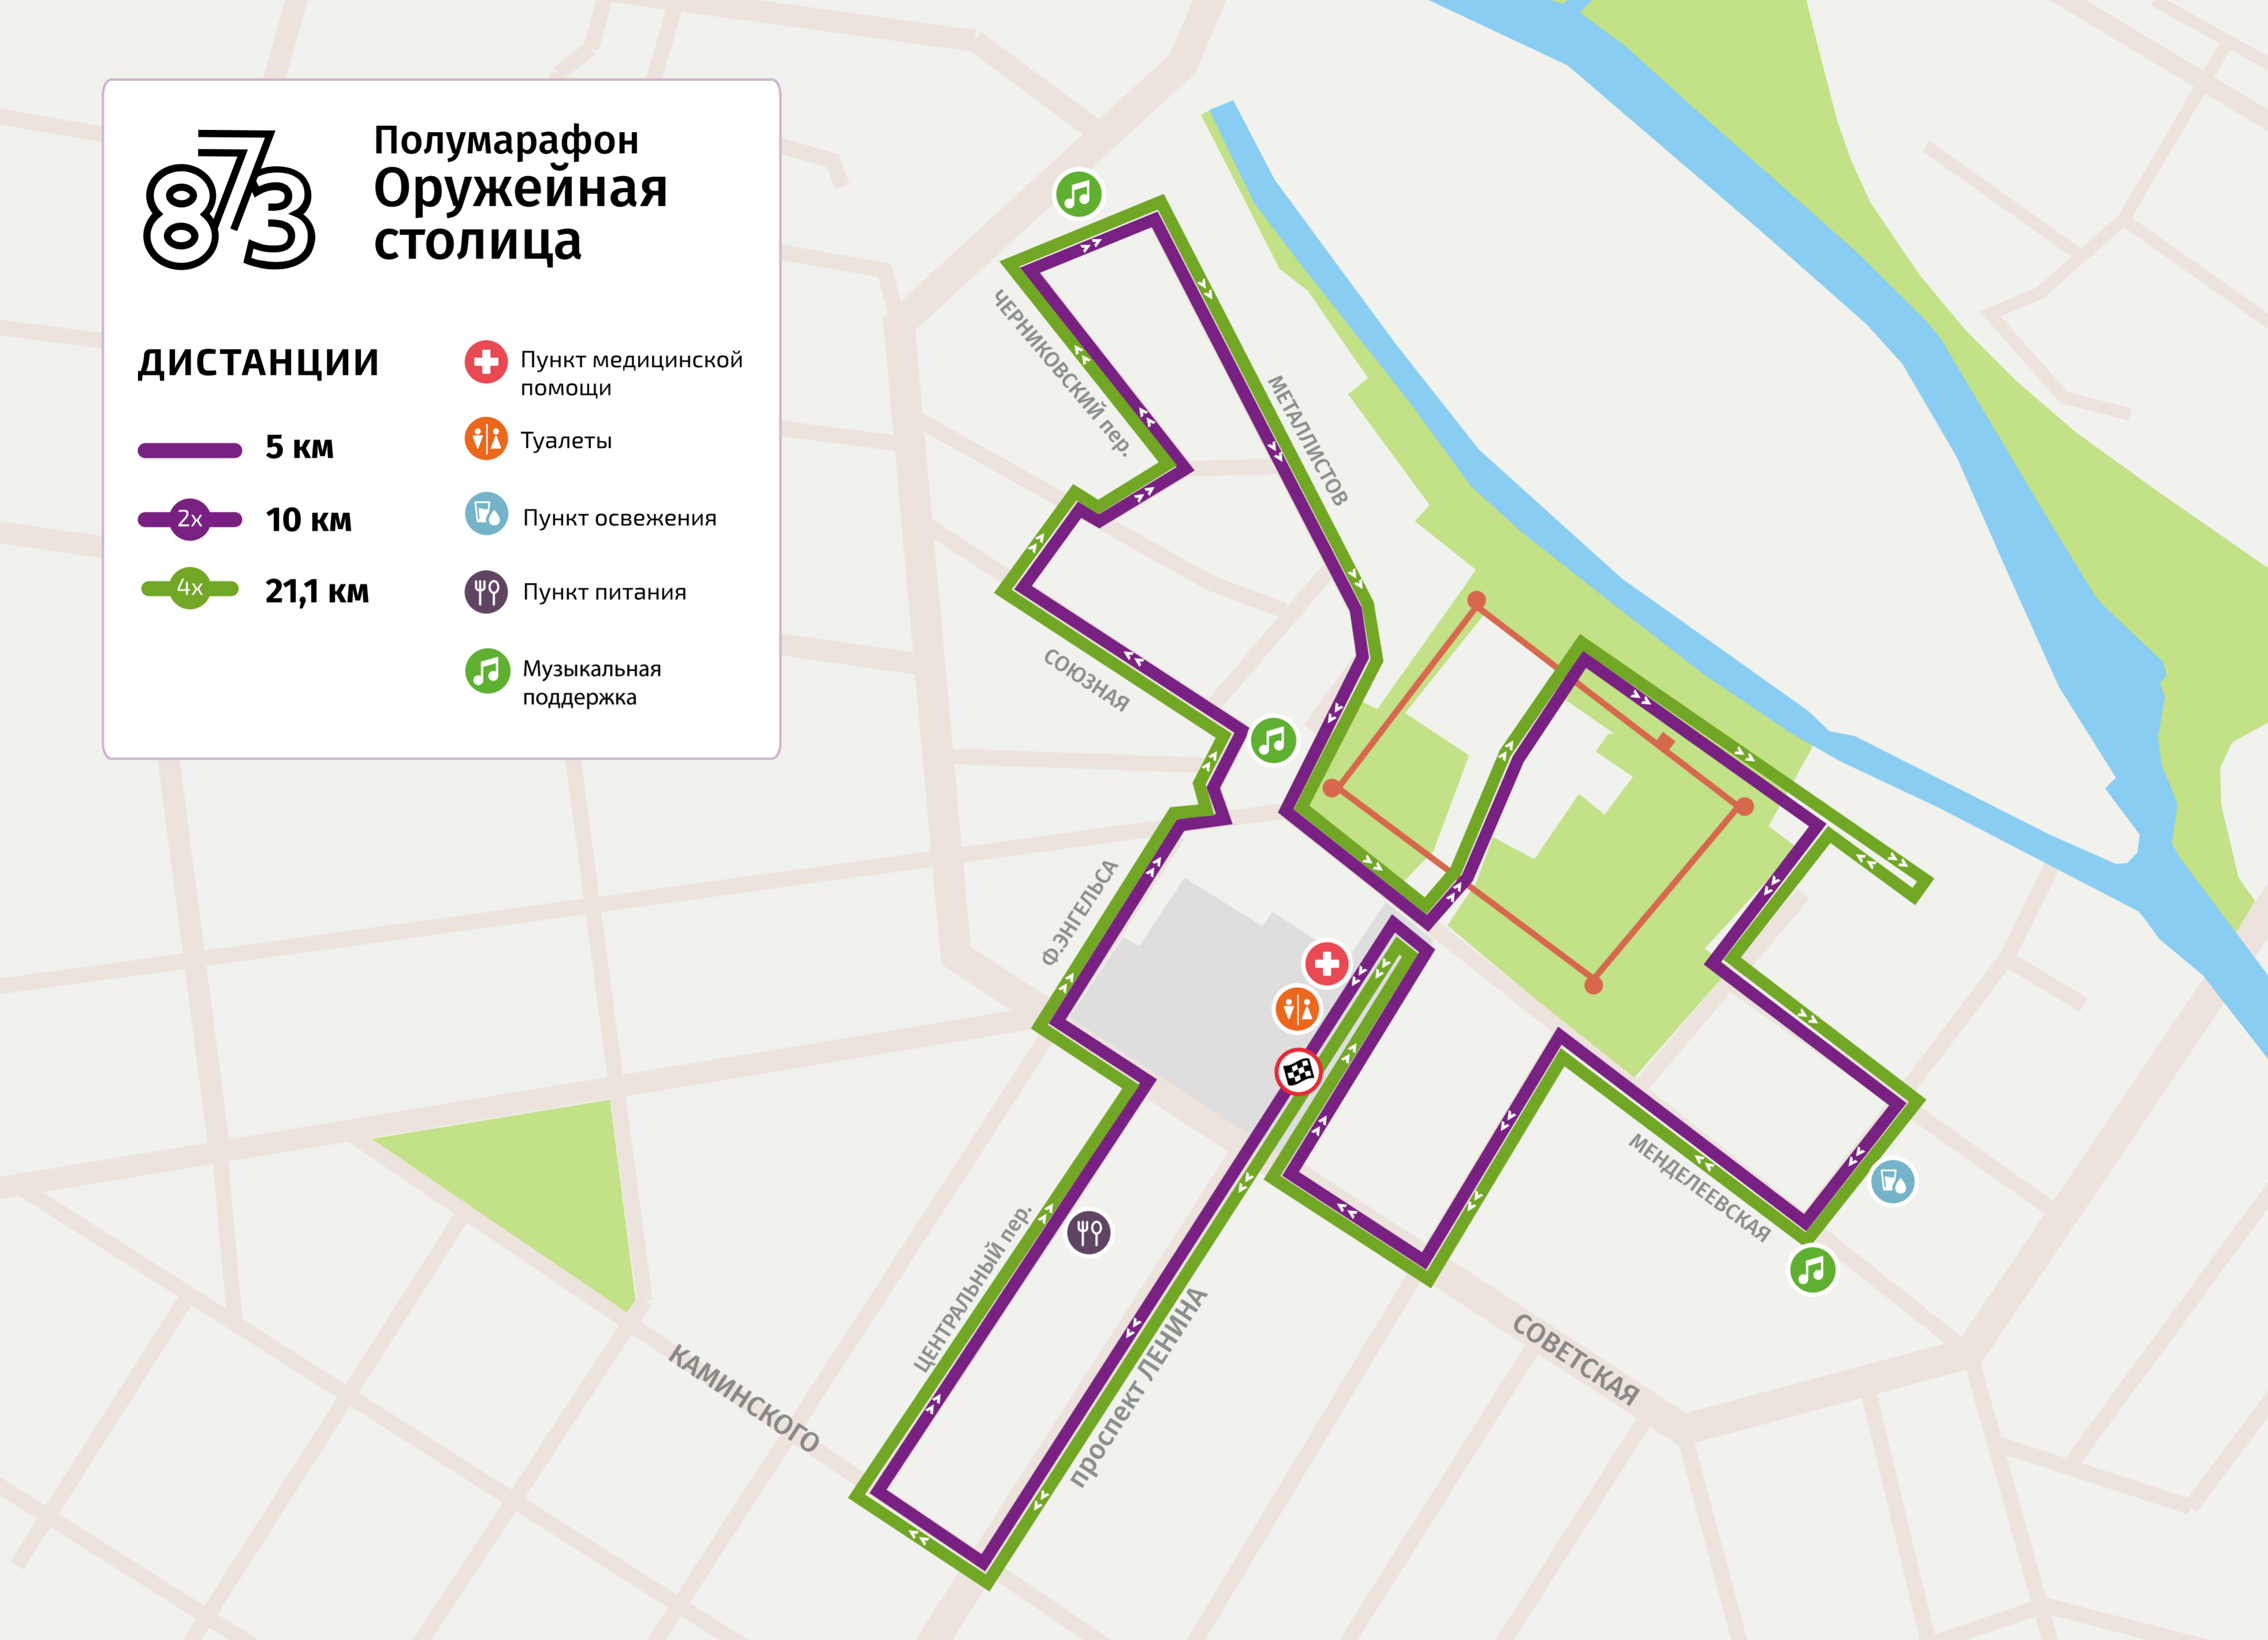 873
Полумарафон
Оружейная
столица
ДИСТАНЦИИ
5 км
2x
10 км
4x
21,1 км
Пункт медицинской
помощи
Туалеты
Пункт освежения
Пункт питания
Музыкальная
поддержка
ЧЕРНИКОВСКИЙ пер.
МЕТАЛЛИСТОВ
СОЮЗНАЯ
Ф.ЭНГЕЛЬСА
МЕНДЕЛЕЕВСКАЯ
ЦЕНТРАЛЬНЫЙ пер.
проспект ЛЕНИНА
СОВЕТСКАЯ
КАМИНСКОГО